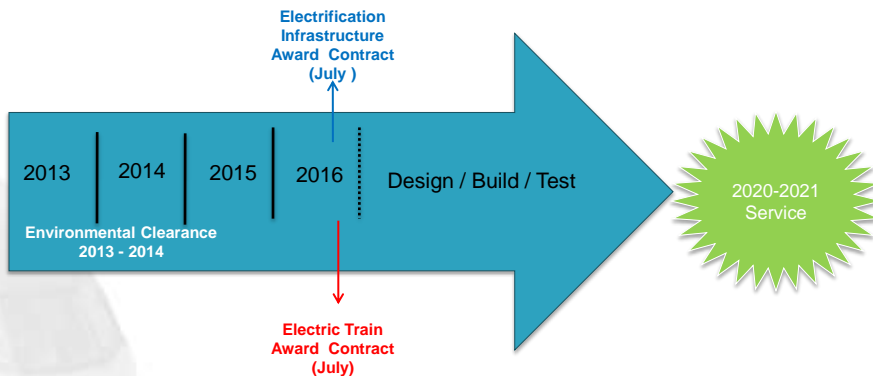 Electrification
Infrastructure
Award Contract
(July )
2013
2014
2015
2016
Design / Build / Test
Environmental Clearance
2013 - 2014
2020-2021
Service
Electric Train
Award Contract
(July)